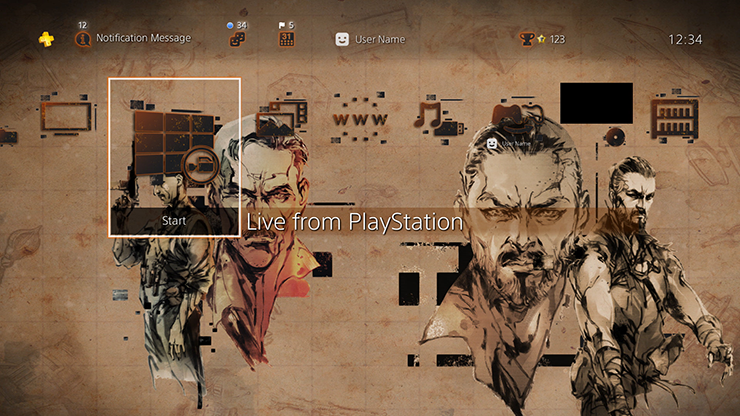 12
34
5
Notification Message
31
User Name
123
12:34
www
User Name
Start
Live from PlayStation